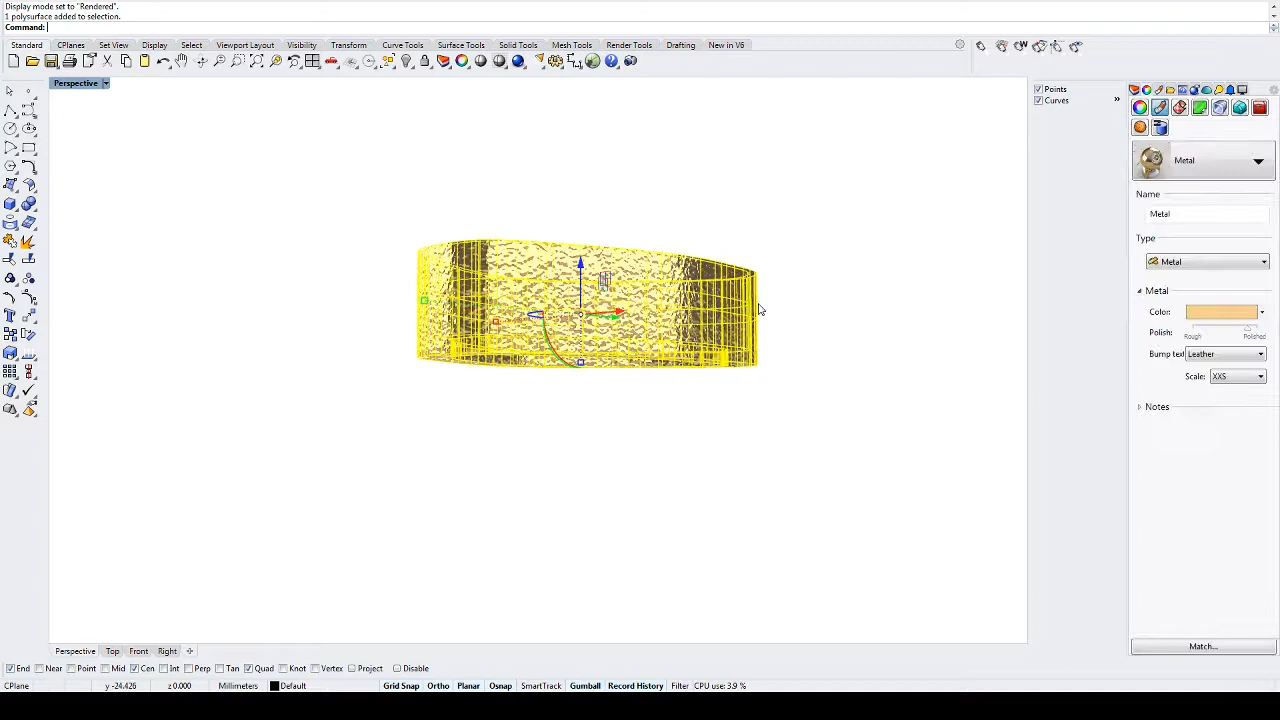 Display mode set to "Rendered".
1 polysurface added to selection.
Command:
Standard CPlanes Set View Display Select Viewport Layout Visibility Transform Curve Tools Surface Tools Solid Tools Mesh Tools Render Tools Drafting New in V6
Perspective
Points
Curves
»
Metal
Name
Metal
Type
Metal
Metal
Color:
Polish:
Rough Polished
Bump text Leather
Scale: XXS
Notes
Match...
Perspective Top Front Right
End Near Point Mid Cen Int Perp Tan Quad Knot Vertex Project Disable
CPlane y -24.426 z 0.000 Millimeters Default Grid Snap Ortho Planar Osnap SmartTrack Gumball Record History Filter CPU use: 3.9 %